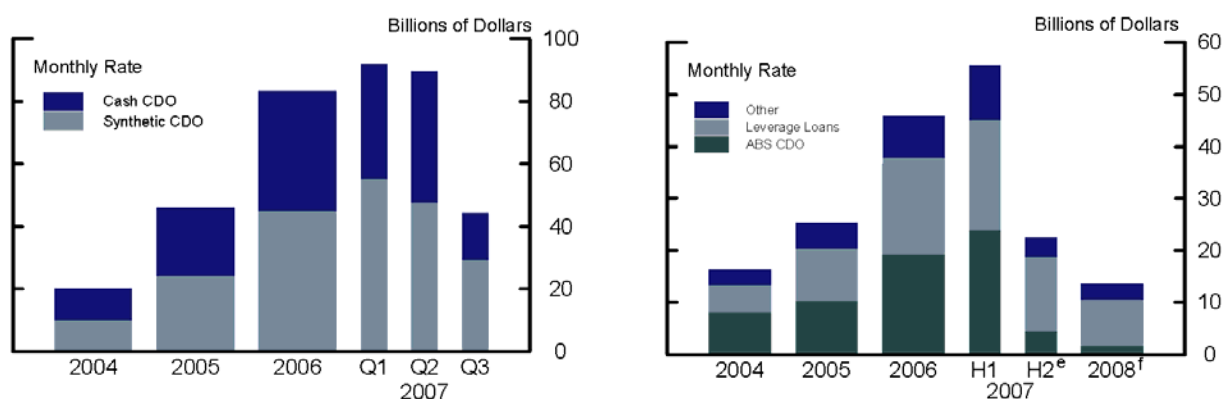 Billions of Dollars
100
80
60
40
20
0
Monthly Rate
Cash CDO
Synthetic CDO
2004 2005 2006 Q1 Q2 Q3
2007
Billions of Dollars
60
50
40
30
20
10
0
Monthly Rate
Other
Leverage Loans
ABS CDO
2004 2005 2006 H1 H2ᵉ 2008ᶠ
2007